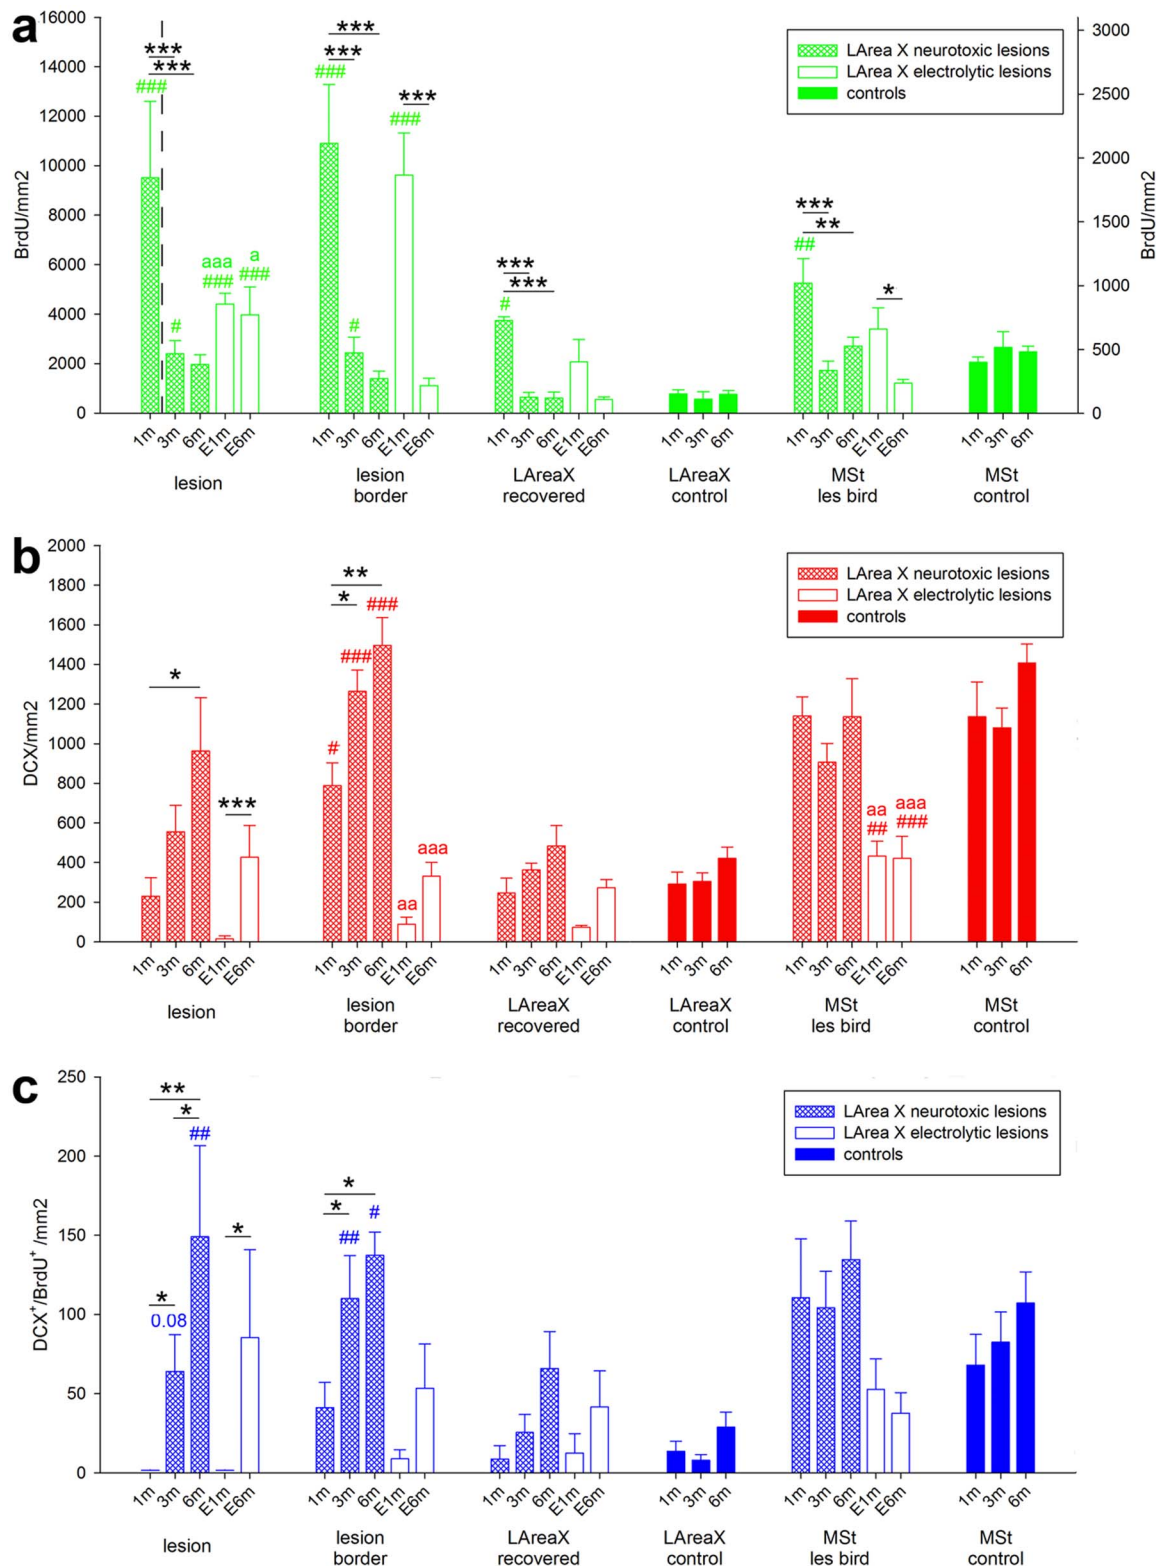 a
16000
14000
12000
10000
8000
6000
4000
2000
0
BrdU/mm2
3000
2500
2000
1500
1000
500
0
BrdU/mm2
LArea X neurotoxic lesions
LArea X electrolytic lesions
controls
***
***
###
#
aaa
###
a
###
***
***
###
#
***
###
***
***
#
***
**
##
*
1m 3m 6m E1m E6m
1m 3m 6m E1m E6m
1m 3m 6m E1m E6m
1m 3m 6m
1m 3m 6m E1m E6m
1m 3m 6m
lesion
lesion
border
LAreaX
recovered
LAreaX
control
MSt
les bird
MSt
control
b
2000
1800
1600
1400
1200
1000
800
600
400
200
0
DCX/mm2
LArea X neurotoxic lesions
LArea X electrolytic lesions
controls
*
***
**
*
#
###
###
aa
aaa
aa
##
aaa
###
1m 3m 6m E1m E6m
1m 3m 6m E1m E6m
1m 3m 6m E1m E6m
1m 3m 6m
1m 3m 6m E1m E6m
1m 3m 6m
lesion
lesion
border
LAreaX
recovered
LAreaX
control
MSt
les bird
MSt
control
c
250
200
150
100
50
0
DCX⁺/BrdU⁺ /mm2
LArea X neurotoxic lesions
LArea X electrolytic lesions
controls
**
*
##
*
0.08
*
*
*
##
#
1m 3m 6m E1m E6m
1m 3m 6m E1m E6m
1m 3m 6m E1m E6m
1m 3m 6m
1m 3m 6m E1m E6m
1m 3m 6m
lesion
lesion
border
LAreaX
recovered
LAreaX
control
MSt
les bird
MSt
control